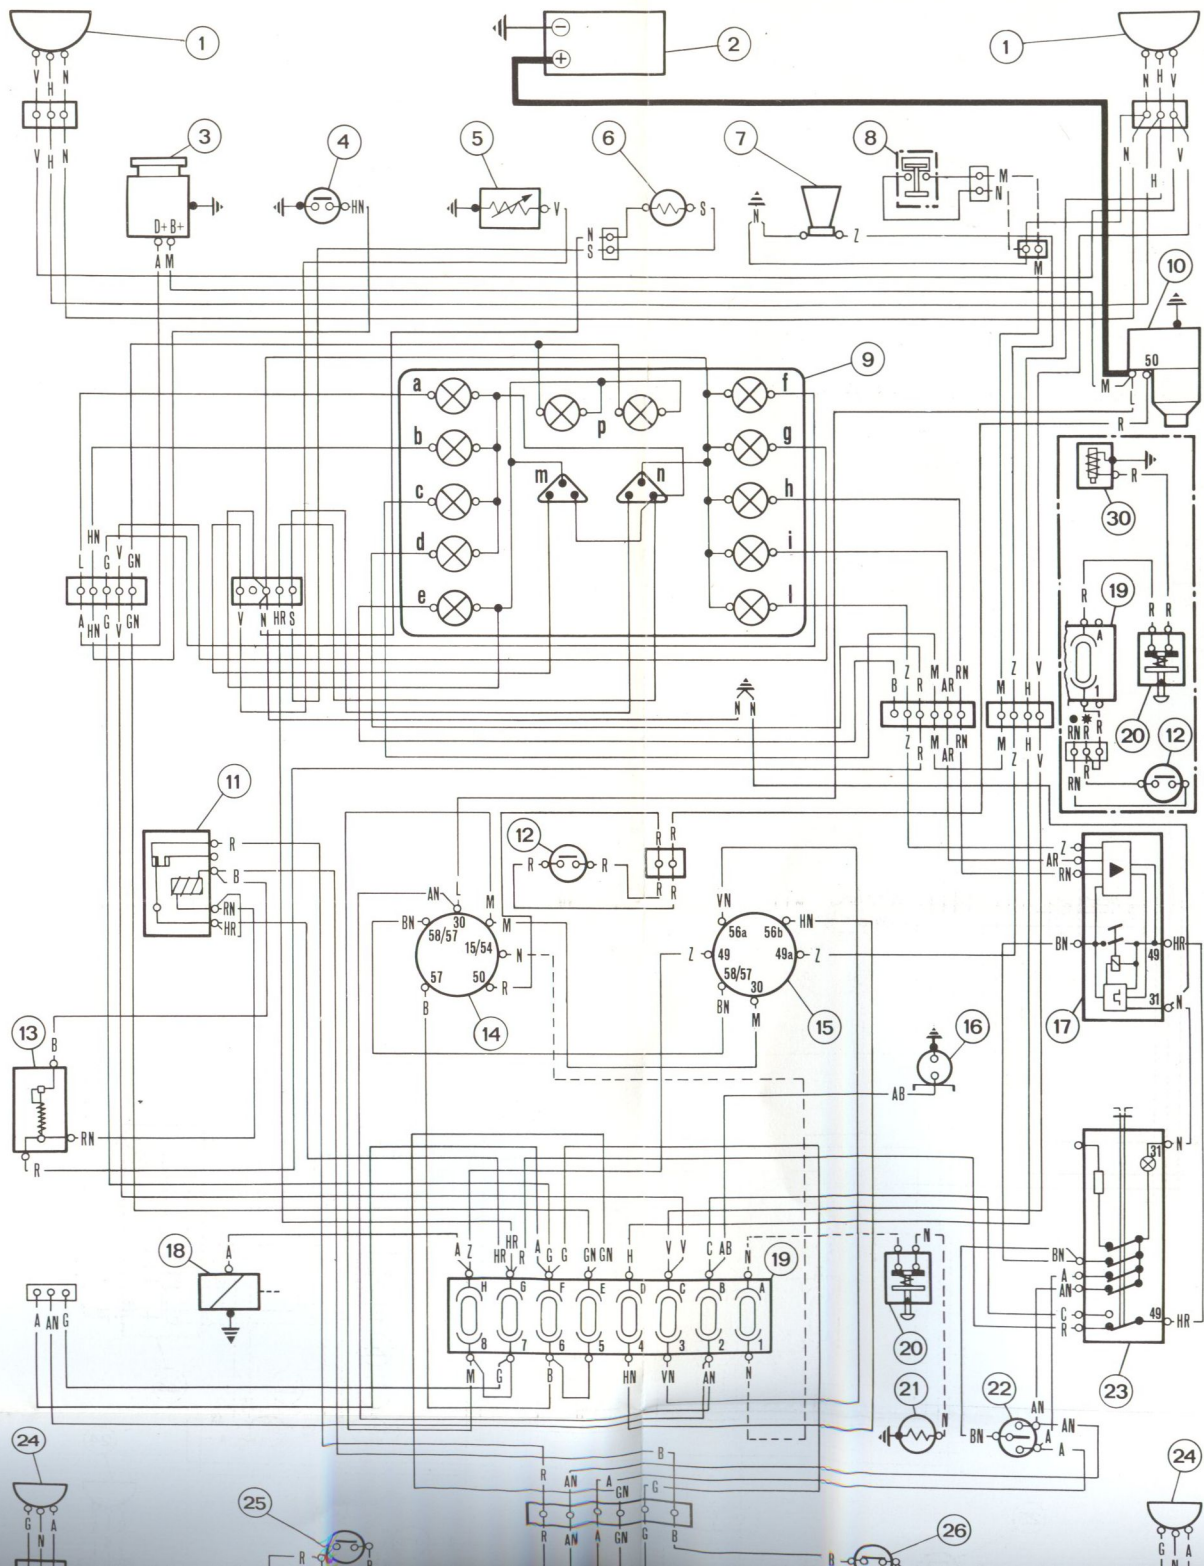 1 2 1
− +
V H N
N H V
3 4 5 6 7 8
V H N
D+ B+
HN
V
N S
S
N
Z
M
N
N H V
A M
M
10
9
50
M L
R
a f
b p g
c m n h
d i
e l
R
30
L HN G V GN
A HN G V GN
V N HR S
R
19
A
R R
1
20
12
RN R R
R
RN
N N
B Z R M AR RN
Z R M AR RN
M Z H V
M Z H V
11
R
B
RN
HR
12
R R
R R
R R
AN L M
BN 30 M
58/57 15/54 N
57 50 R
B
14
VN
56a 56b HN
Z 49 49a Z
58/57 30
BN M
15
Z
AR
RN
BN 49 HR
31 N
17
13
B
RN
R
16
AB
18
A
A Z HR HR R A G G GN GN H V V C AB N
19
H G F E D C B A
8 7 6 5 4 3 2 1
M G B HN VN AN N
N N
20
21
N
31 N
BN
A
AN
C 49 HR
R
23
22
AN
BN AN
A
A
A AN G
24
G N A
25
R B
R AN A GN G B
R AN A GN G B
26
B
24
G N A